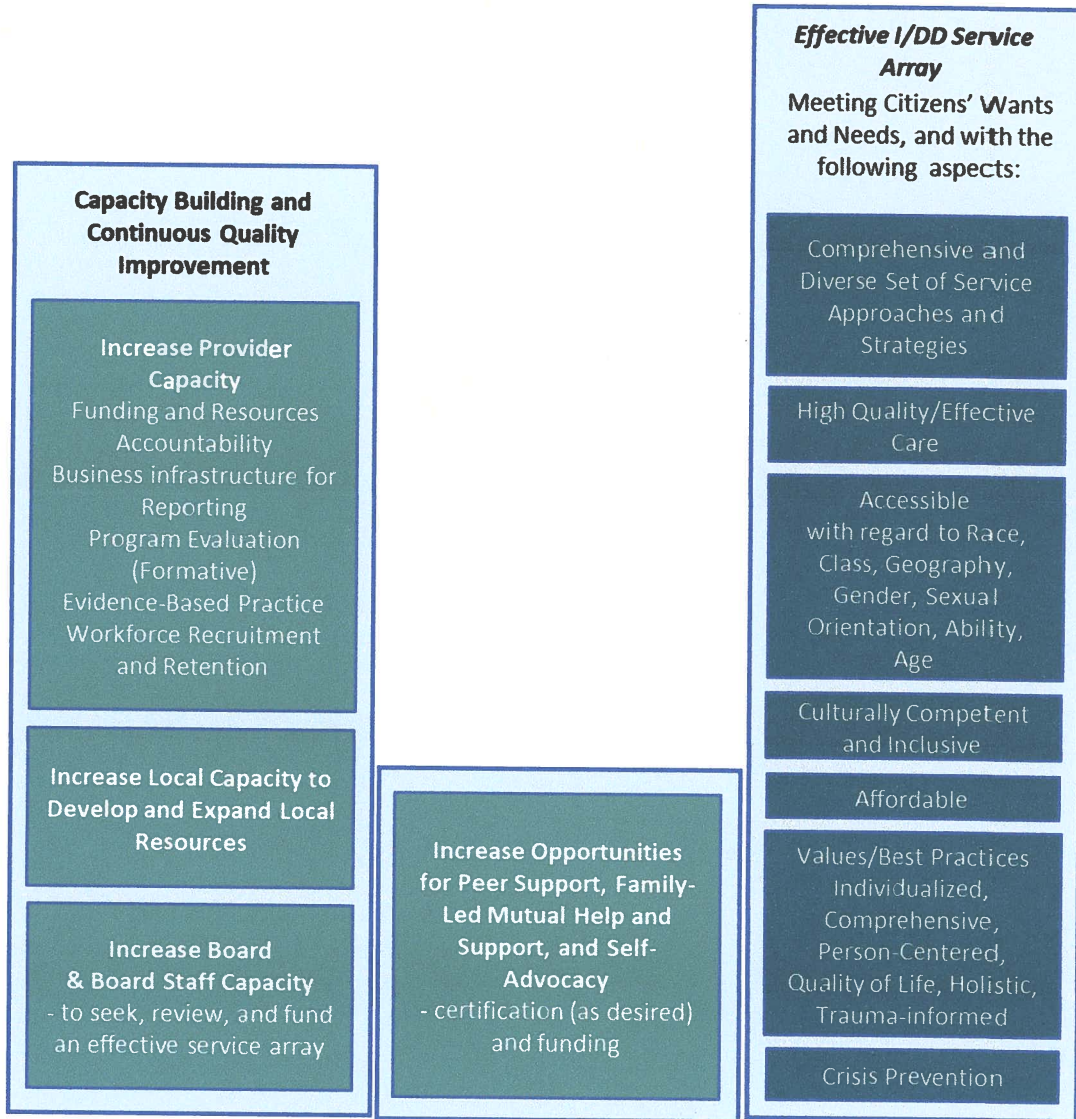 Capacity Building and
Continuous Quality
Improvement
Increase Provider
Capacity
Funding and Resources
Accountability
Business infrastructure for
Reporting
Program Evaluation
(Formative)
Evidence-Based Practice
Workforce Recruitment
and Retention
Increase Local Capacity to
Develop and Expand Local
Resources
Increase Board
& Board Staff Capacity
- to seek, review, and fund
an effective service array
Increase Opportunities
for Peer Support, Family-
Led Mutual Help and
Support, and Self-
Advocacy
- certification (as desired)
and funding
Effective I/DD Service
Array
Meeting Citizens' Wants
and Needs, and with the
following aspects:
Comprehensive and
Diverse Set of Service
Approaches and
Strategies
High Quality/Effective
Care
Accessible
with regard to Race,
Class, Geography,
Gender, Sexual
Orientation, Ability,
Age
Culturally Competent
and Inclusive
Affordable
Values/Best Practices
Individualized,
Comprehensive,
Person-Centered,
Quality of Life, Holistic,
Trauma-informed
Crisis Prevention